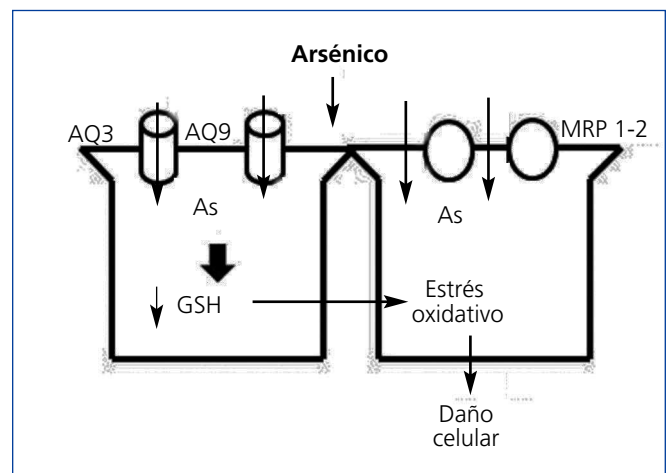 Arsénico
AQ3
AQ9
MRP 1-2
As
As
GSH
Estrés
oxidativo
Daño
celular